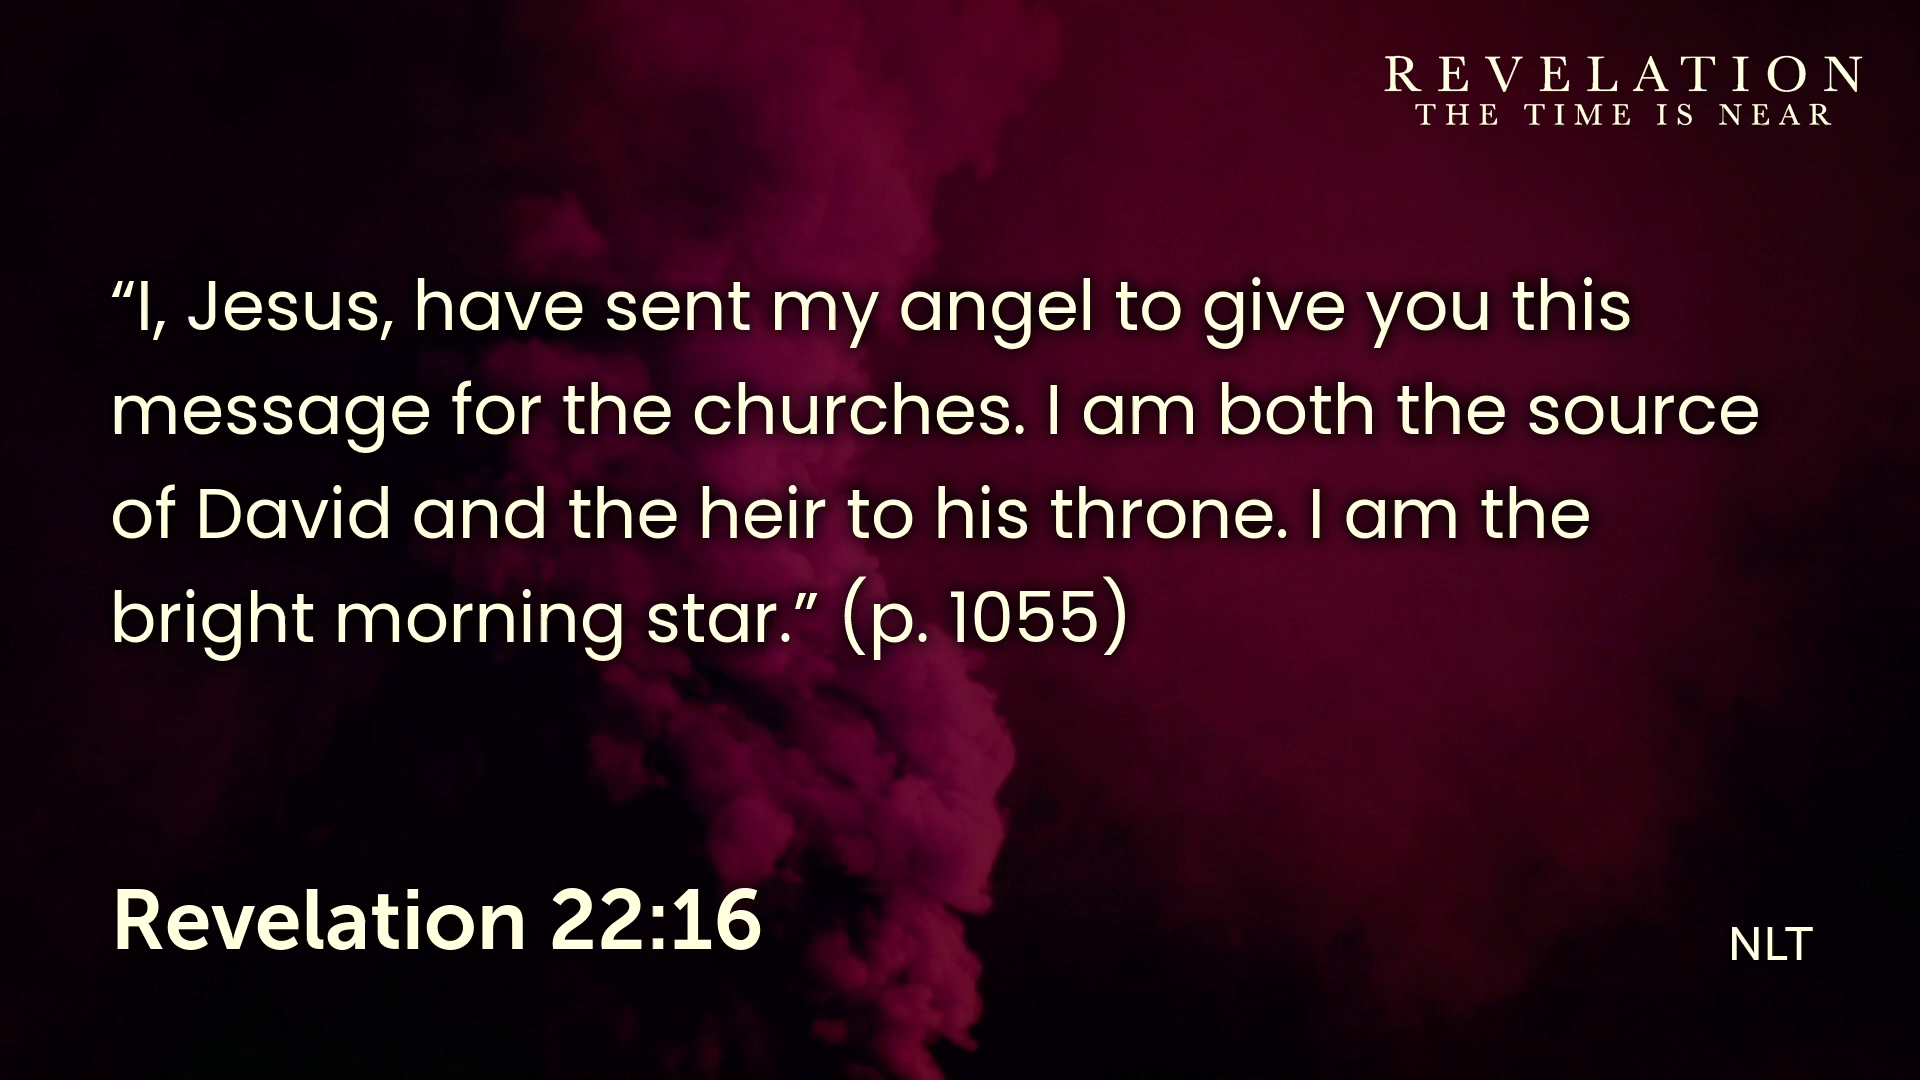 REVELATION
THE TIME IS NEAR
“I, Jesus, have sent my angel to give you this
message for the churches. I am both the source
of David and the heir to his throne. I am the
bright morning star.” (p. 1055)
Revelation 22:16
NLT